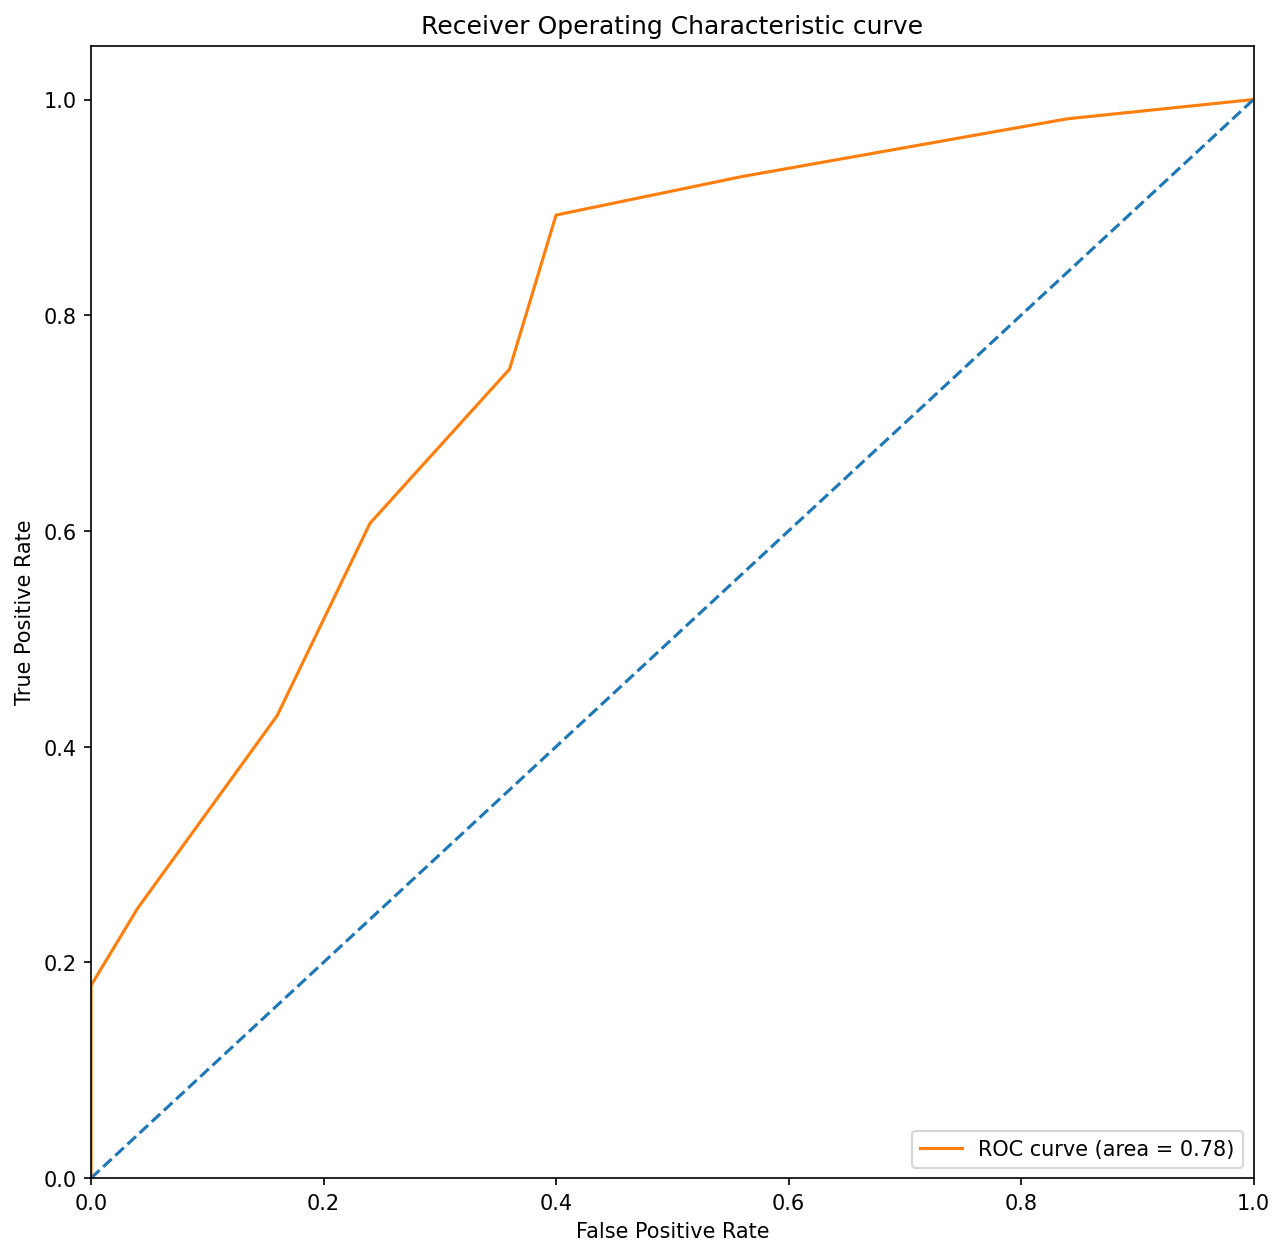 Receiver Operating Characteristic curve
1.0
0.8
0.6
0.4
0.2
0.0
True Positive Rate
ROC curve (area = 0.78)
0.0 0.2 0.4 0.6 0.8 1.0
False Positive Rate